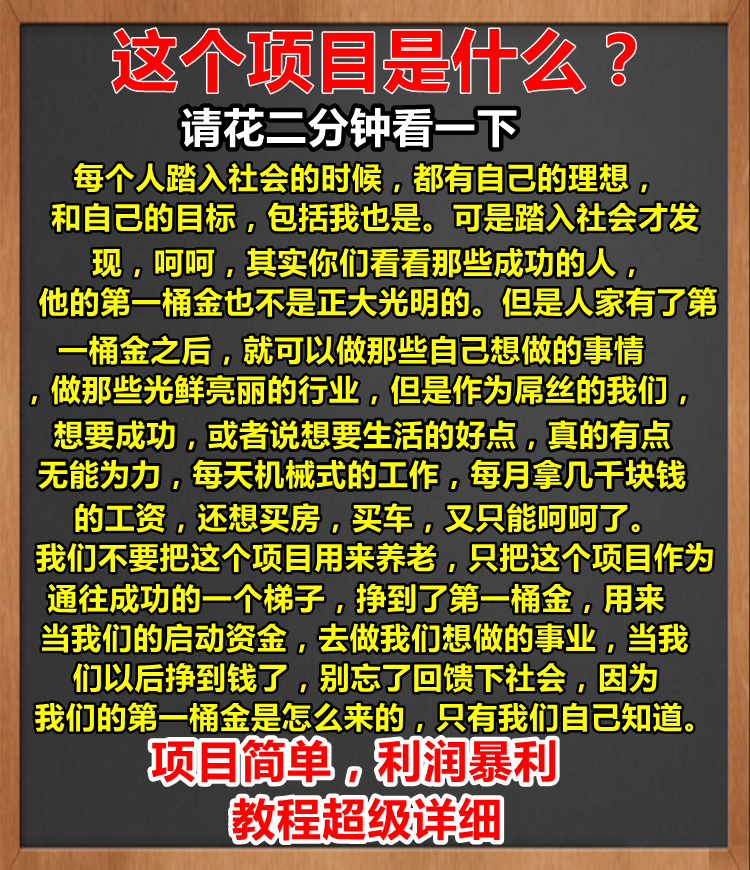 这个项目是什么？
请花二分钟看一下
每个人踏入社会的时候，都有自己的理想，
和自己的目标，包括我也是。可是踏入社会才发
现，呵呵，其实你们看看那些成功的人，
他的第一桶金也不是正大光明的。但是人家有了第
一桶金之后，就可以做那些自己想做的事情
，做那些光鲜亮丽的行业，但是作为屌丝的我们，
想要成功，或者说想要生活的好点，真的有点
无能为力，每天机械式的工作，每月拿几千块钱
的工资，还想买房，买车，又只能呵呵了。
我们不要把这个项目用来养老，只把这个项目作为
通往成功的一个梯子，挣到了第一桶金，用来
当我们的启动资金，去做我们想做的事业，当我
们以后挣到钱了，别忘了回馈下社会，因为
我们的第一桶金是怎么来的，只有我们自己知道。
项目简单，利润暴利
教程超级详细